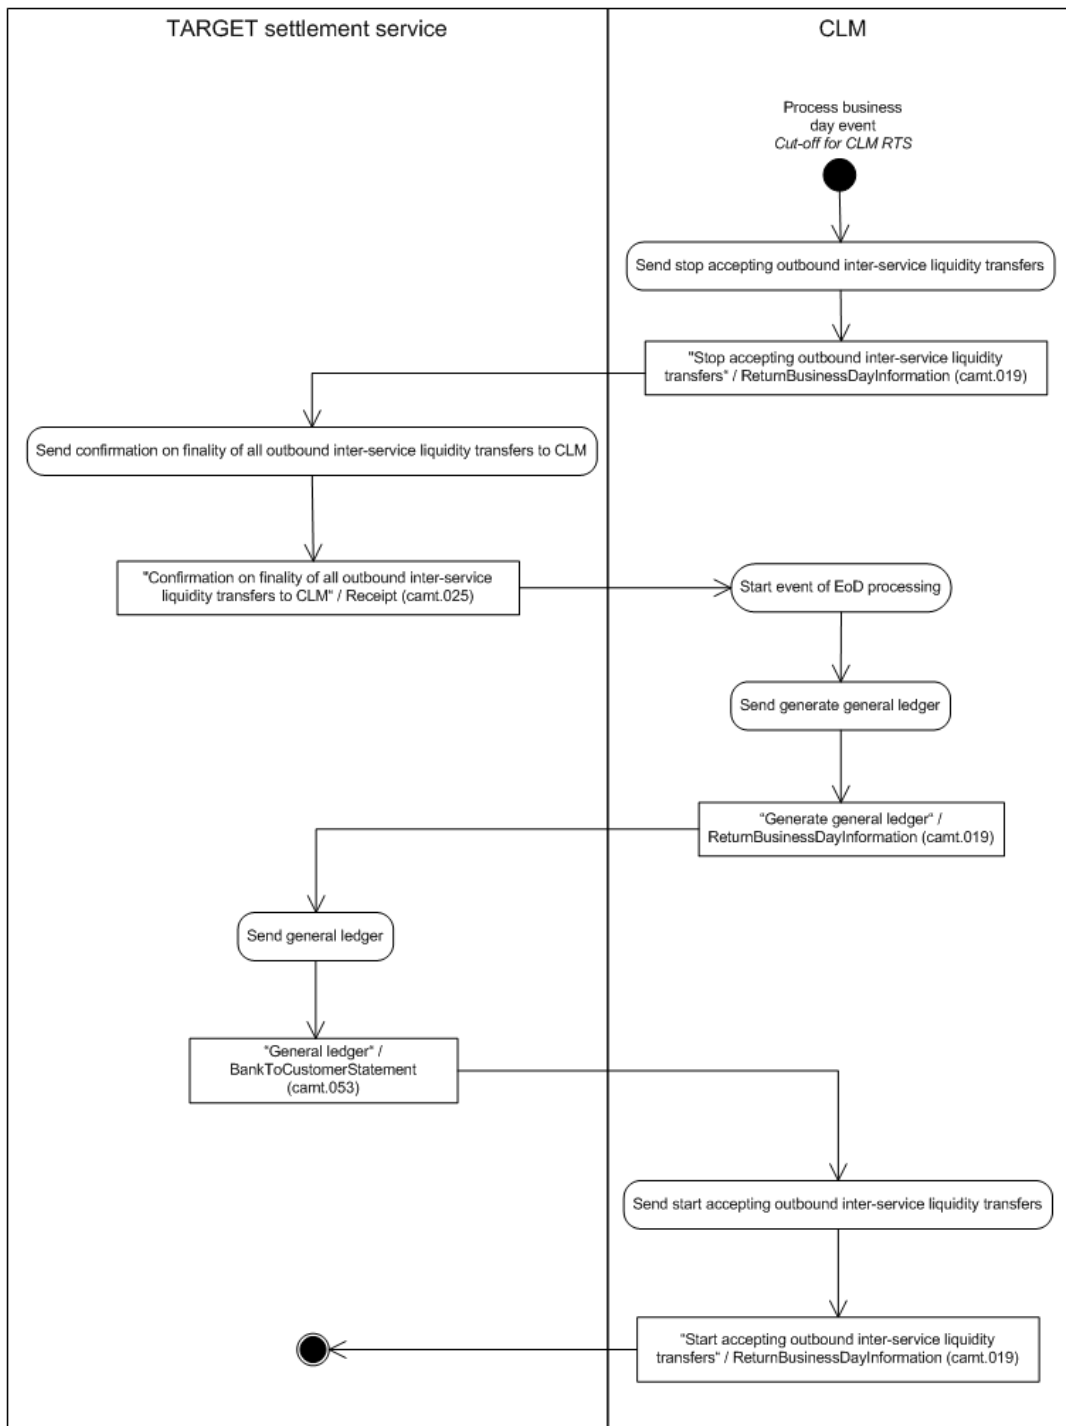 TARGET settlement service
CLM
Process business
day event
Cut-off for CLM RTS
Send stop accepting outbound inter-service liquidity transfers
"Stop accepting outbound inter-service liquidity
transfers“ / ReturnBusinessDayInformation (camt.019)
Send confirmation on finality of all outbound inter-service liquidity transfers to CLM
"Confirmation on finality of all outbound inter-service
liquidity transfers to CLM“ / Receipt (camt.025)
Start event of EoD processing
Send generate general ledger
“Generate general ledger“ /
ReturnBusinessDayInformation (camt.019)
Send general ledger
“General ledger“ /
BankToCustomerStatement
(camt.053)
Send start accepting outbound inter-service liquidity transfers
“Start accepting outbound inter-service liquidity
transfers“ / ReturnBusinessDayInformation (camt.019)